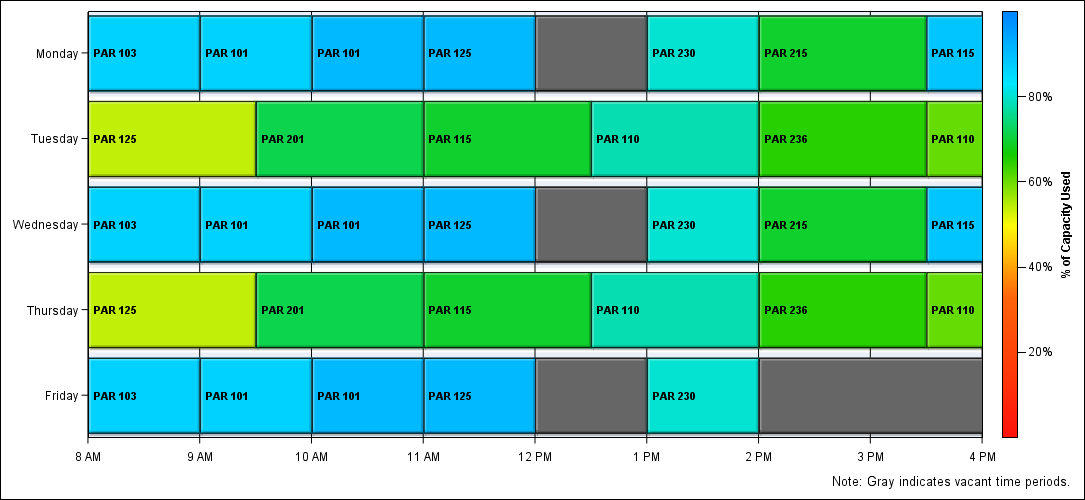 Monday PAR 103 PAR 101 PAR 101 PAR 125 PAR 230 PAR 215 PAR 115
Tuesday PAR 125 PAR 201 PAR 115 PAR 110 PAR 236 PAR 110
Wednesday PAR 103 PAR 101 PAR 101 PAR 125 PAR 230 PAR 215 PAR 115
Thursday PAR 125 PAR 201 PAR 115 PAR 110 PAR 236 PAR 110
Friday PAR 103 PAR 101 PAR 101 PAR 125 PAR 230
8 AM 9 AM 10 AM 11 AM 12 PM 1 PM 2 PM 3 PM 4 PM
80%
60%
40%
20%
% of Capacity Used
Note: Gray indicates vacant time periods.